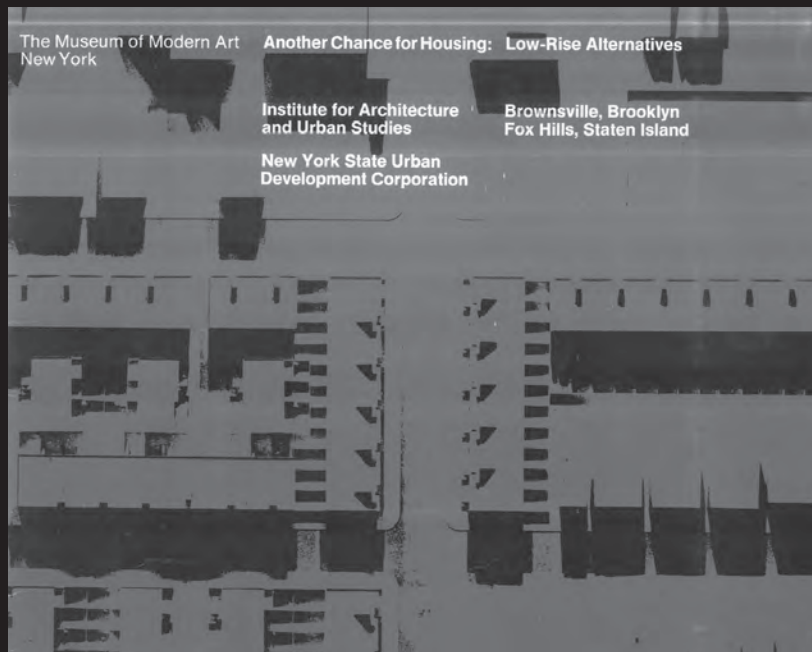 The Museum of Modern Art
New York
Another Chance for Housing: Low-Rise Alternatives
Institute for Architecture
and Urban Studies
New York State Urban
Development Corporation
Brownsville, Brooklyn
Fox Hills, Staten Island